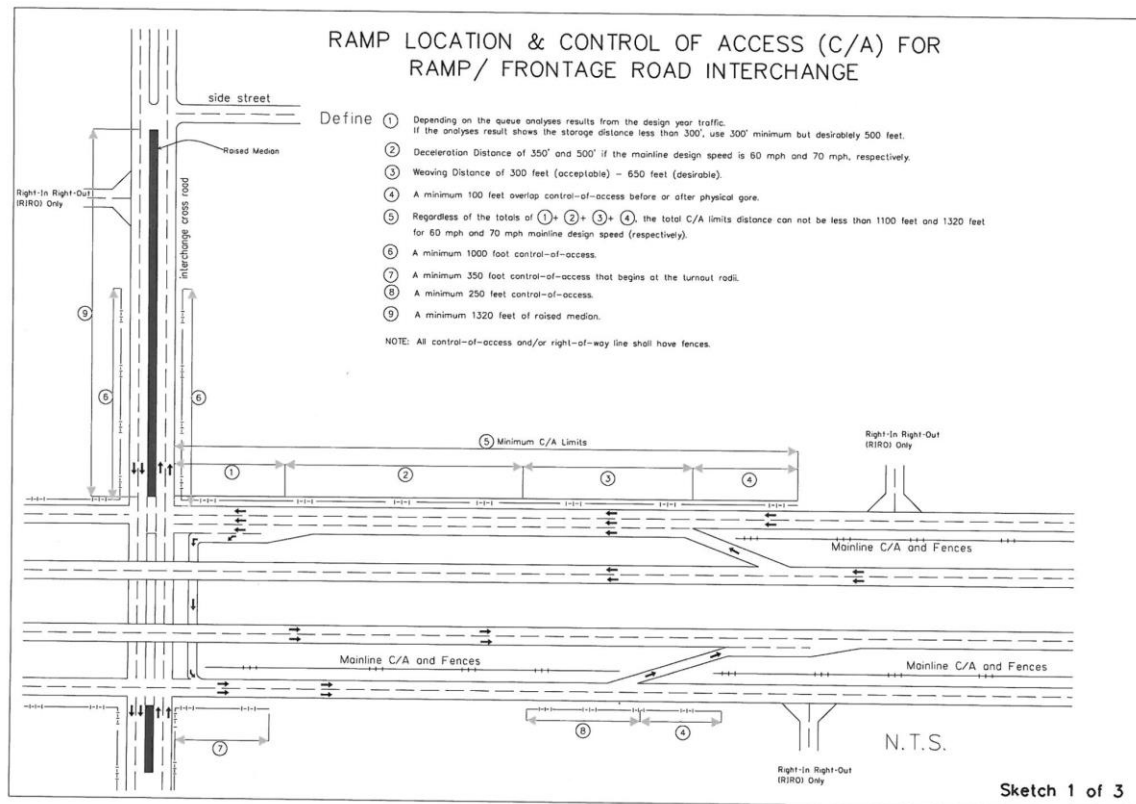 RAMP LOCATION & CONTROL OF ACCESS (C/A) FOR
RAMP/ FRONTAGE ROAD INTERCHANGE
side street
Define
① Depending on the queue analyses results from the design year traffic.
If the analyses result shows the storage distance less than 300', use 300' minimum but desirablely 500 feet.
② Deceleration Distance of 350' and 500' if the mainline design speed is 60 mph and 70 mph, respectively.
③ Weaving Distance of 300 feet (acceptable) - 650 feet (desirable).
④ A minimum 100 feet overlap control-of-access before or after physical gore.
⑤ Regardless of the totals of ①+ ②+ ③+ ④, the total C/A limits distance can not be less than 1100 feet and 1320 feet
for 60 mph and 70 mph mainline design speed (respectively).
⑥ A minimum 1000 foot control-of-access.
⑦ A minimum 350 foot control-of-access that begins at the turnout radii.
⑧ A minimum 250 feet control-of-access.
⑨ A minimum 1320 feet of raised median.
NOTE: All control-of-access and/or right-of-way line shall have fences.
Raised Median
Right-In Right-Out
(RIRO) Only
interchange cross road
⑨
⑥
⑥
⑤ Minimum C/A Limits
①
②
③
④
Right-In Right-Out
(RIRO) Only
Mainline C/A and Fences
Mainline C/A and Fences
Mainline C/A and Fences
⑦
⑧
④
Right-In Right-Out
(RIRO) Only
N.T.S.
Sketch 1 of 3